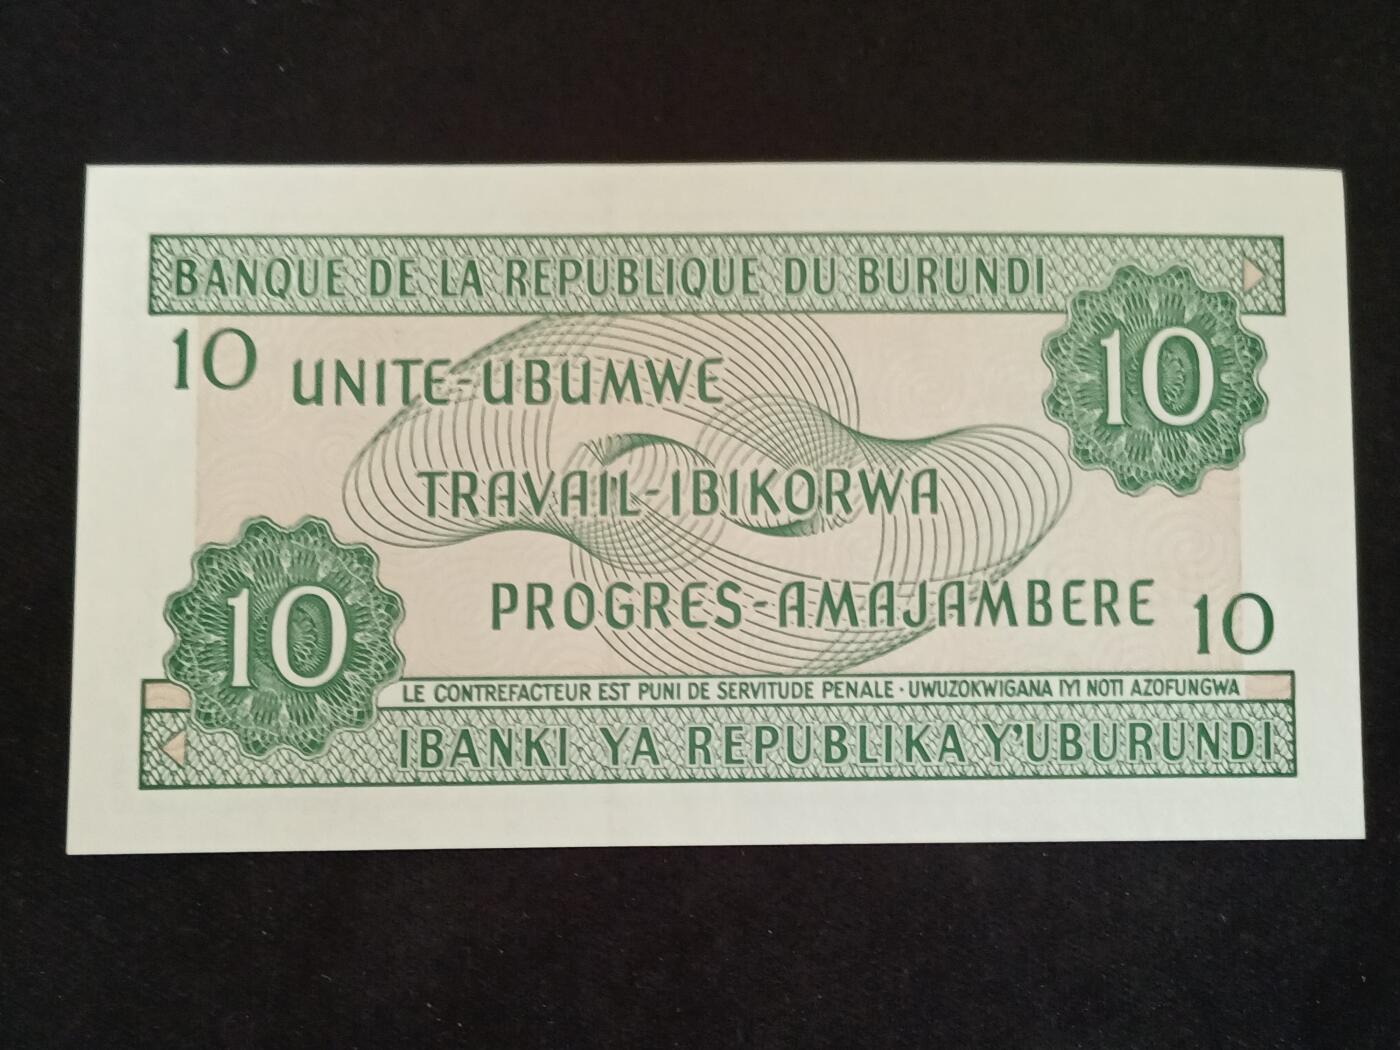 BANQUE DE LA REPUBLIQUE DU BURUNDI
10
10
UNITE-UBUMWE
TRAVAIL-IBIKORWA
PROGRES-AMAJAMBERE
10
10
LE CONTREFACTEUR EST PUNI DE SERVITUDE PENALE · UWUZOKWIGANA IYI NOTI AZOFUNGWA
IBANKI YA REPUBLIKA Y'UBURUNDI